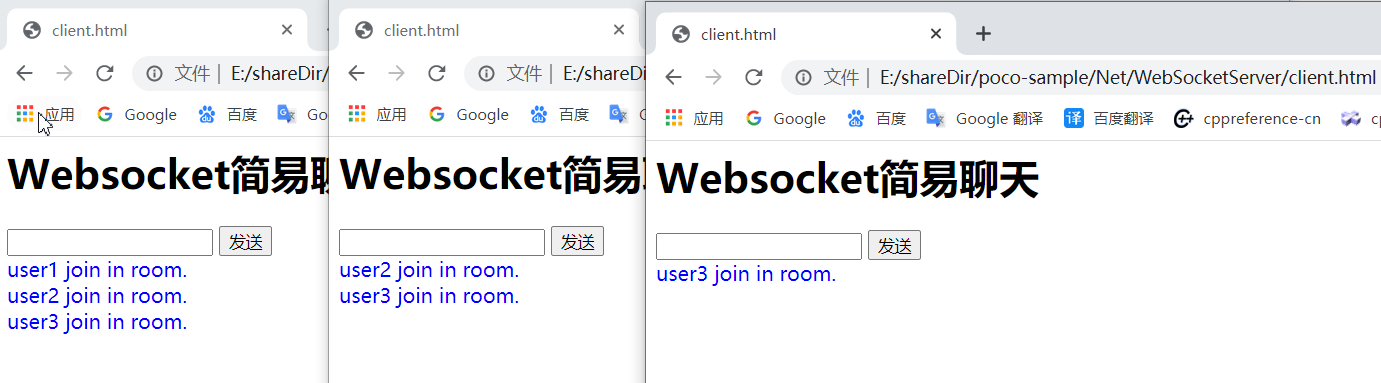 client.html
文件 | E:/shareDir/
应用 Google 百度 Go
Websocket简易聊
发送
user1 join in room.
user2 join in room.
user3 join in room.
client.html
文件 | E:/shareDi
应用 Google 百度
Websocket简易
发送
user2 join in room.
user3 join in room.
client.html
文件 | E:/shareDir/poco-sample/Net/WebSocketServer/client.html
应用 Google 百度 Google 翻译 译 百度翻译 cppreference-cn
Websocket简易聊天
发送
user3 join in room.